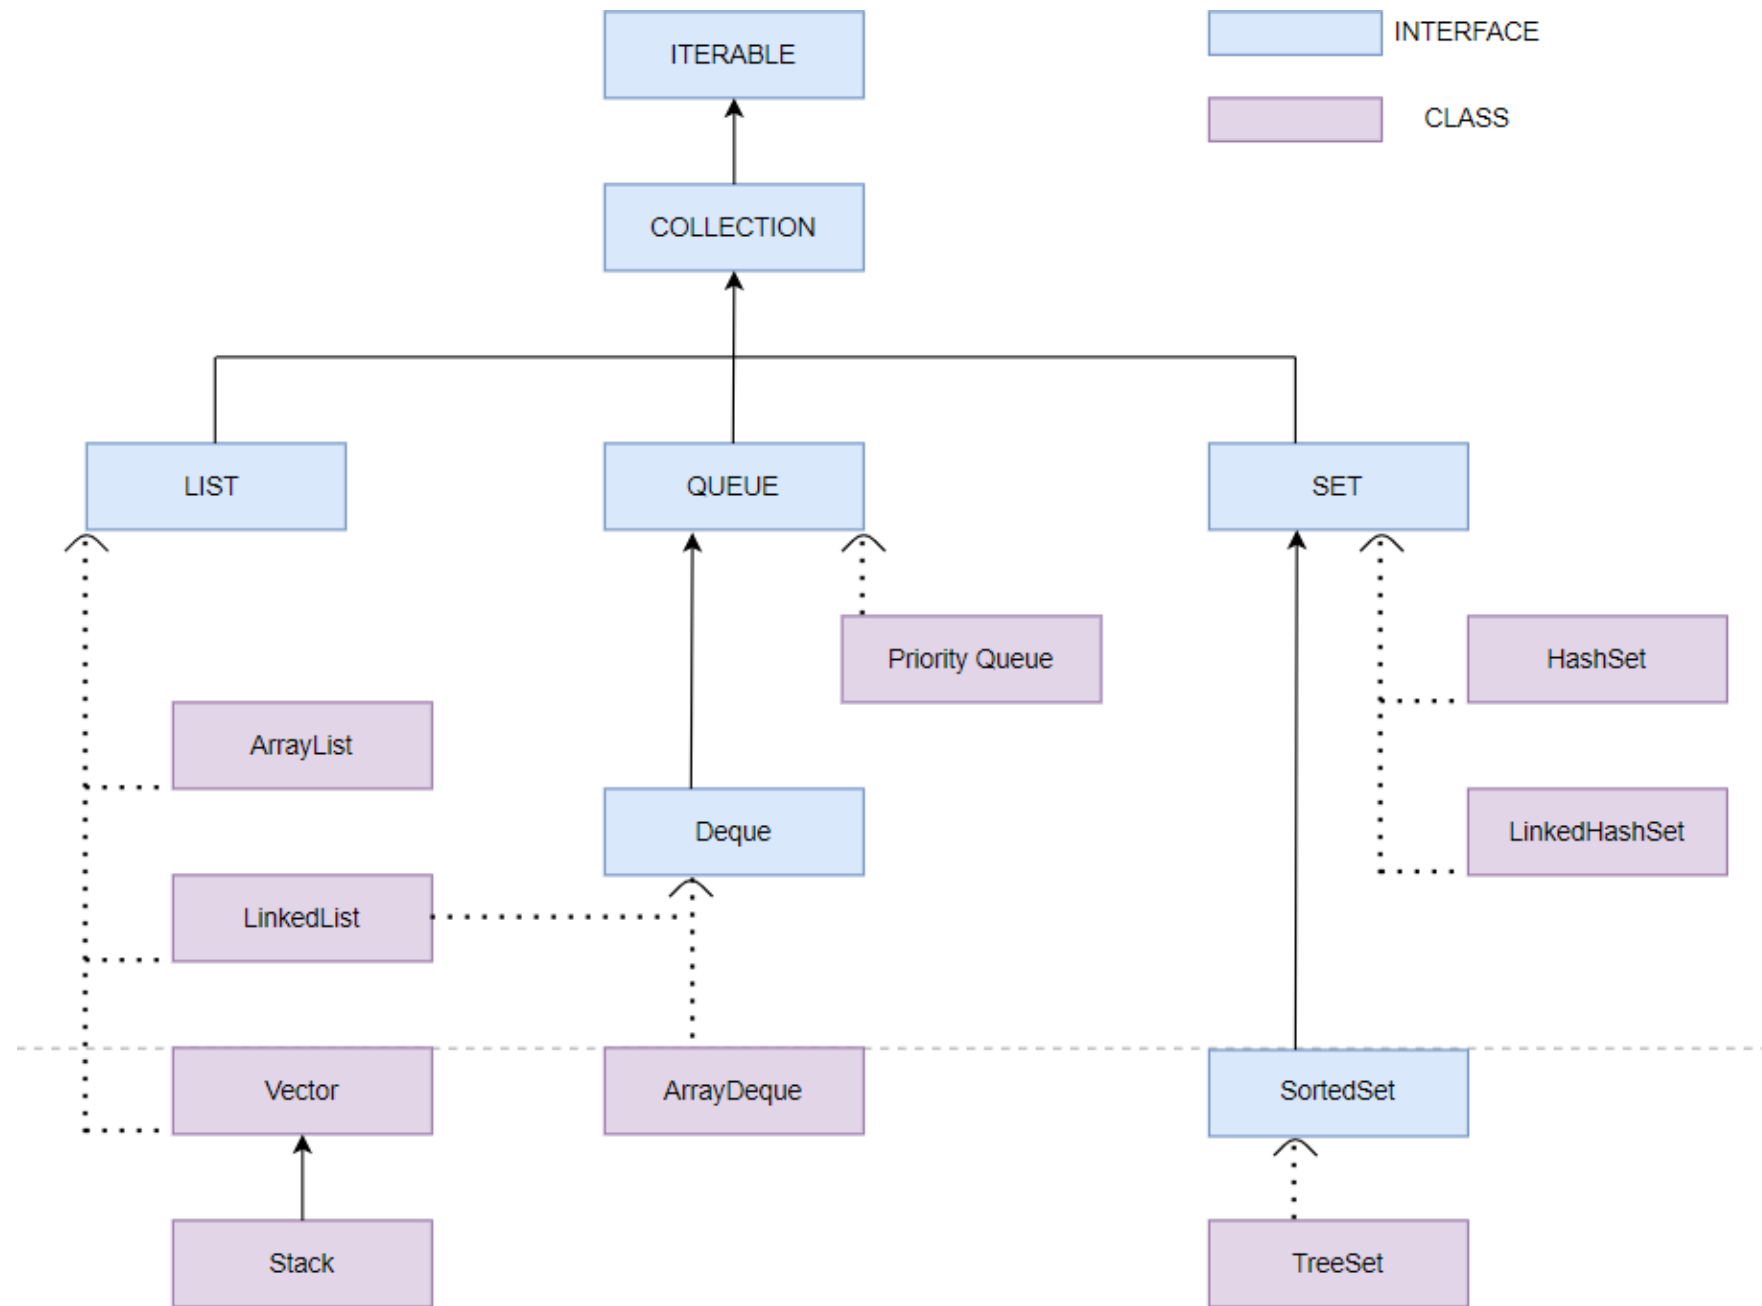 ITERABLE
INTERFACE
CLASS
COLLECTION
LIST
QUEUE
SET
Priority Queue
HashSet
ArrayList
Deque
LinkedHashSet
LinkedList
Vector
ArrayDeque
SortedSet
Stack
TreeSet